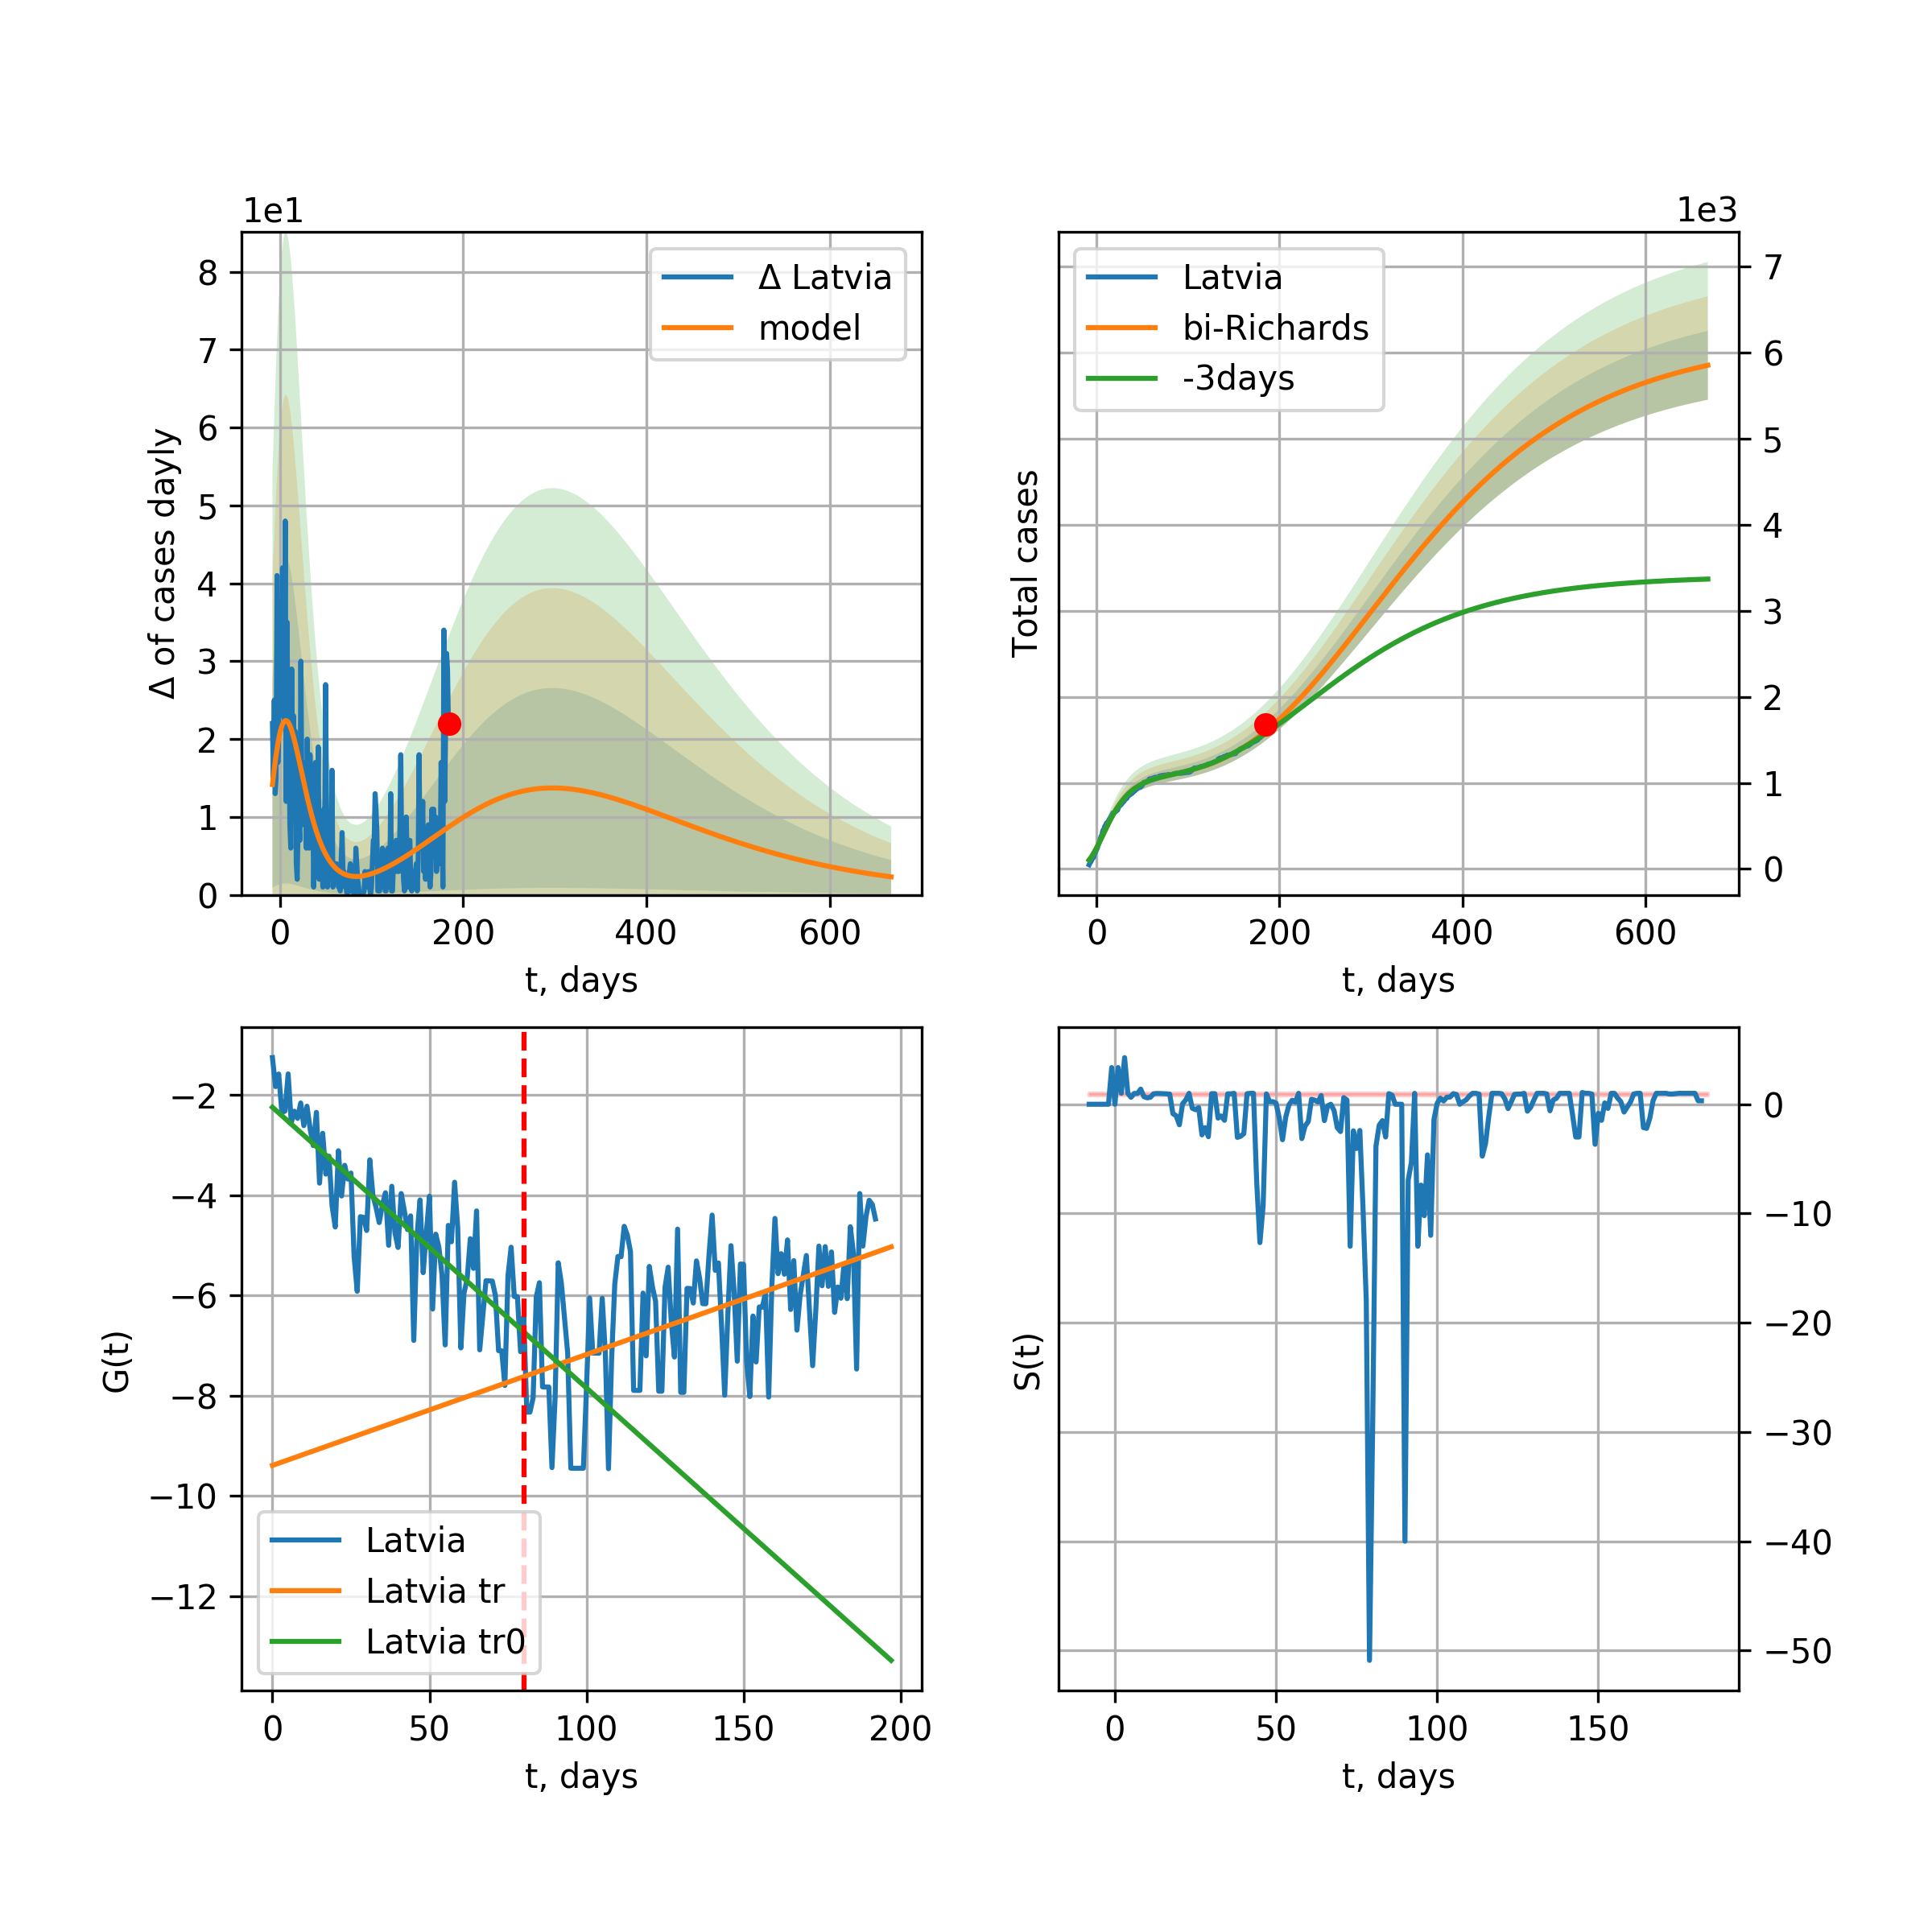 1e1
8
7
6
5
4
3
2
1
0
Δ of cases dayly
Δ Latvia
model
0 200 400 600
t, days
1e3
7
6
5
4
3
2
1
0
Total cases
Latvia
bi-Richards
-3days
0 200 400 600
t, days
−2
−4
−6
−8
−10
−12
G(t)
Latvia
Latvia tr
Latvia tr0
0 50 100 150 200
t, days
0
−10
−20
−30
−40
−50
S(t)
0 50 100 150
t, days